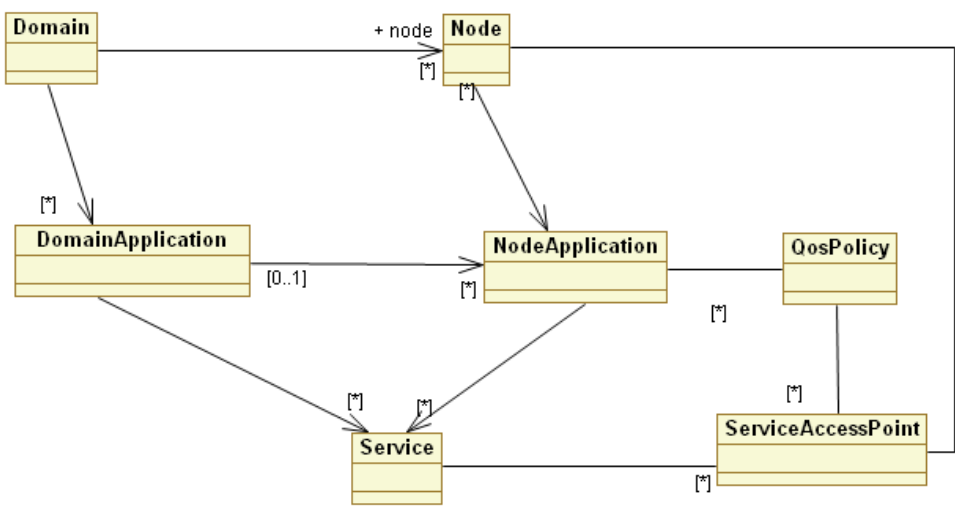 Domain
+ node
Node
[*]
[*]
[*]
DomainApplication
NodeApplication
QosPolicy
[0..1]
[*]
[*]
[*]
[*]
[*]
Service
ServiceAccessPoint
[*]